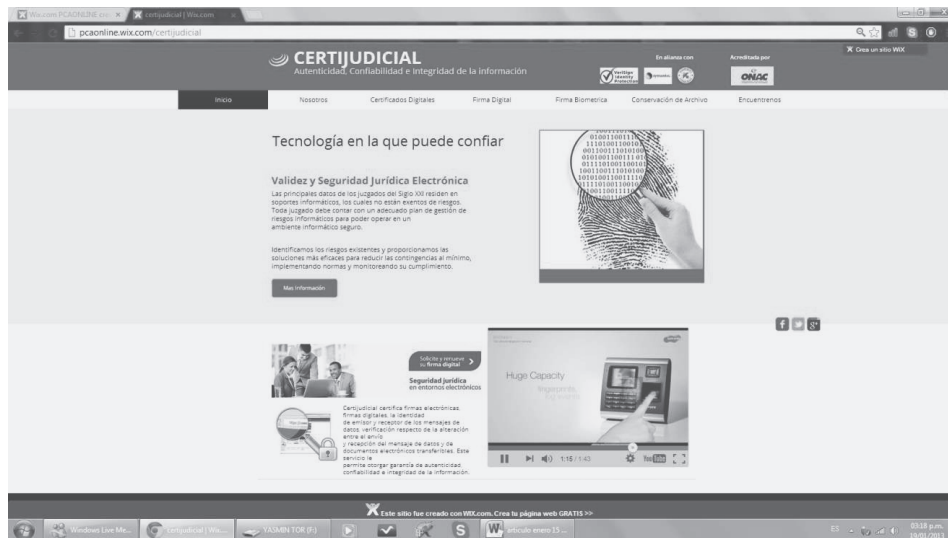 Wix.com PCAONLINE cre
certijudicial | Wix.com
pcaonline.wix.com/certijudicial
Crea un sitio WIX
CERTIJUDICIAL
Autenticidad, Confiabilidad e integridad de la información
En alianza con
Acreditada por
VeriSign Identity Protection
ONAC
Inicio
Nosotros
Certificados Digitales
Firma Digital
Firma Biometrica
Conservación de Archivo
Encuentrenos
Tecnología en la que puede confiar
Validez y Seguridad Jurídica Electrónica
Las principales datos de los juzgados del Siglo XXI residen en
soportes informáticos, los cuales no están exentos de riesgos.
Toda juzgado debe contar con un adecuado plan de gestión de
riesgos informáticos para poder operar en un
ambiente informático seguro.
Identificamos los riesgos existentes y proporcionamos las
soluciones más eficaces para reducir las contingencias al mínimo,
implementando normas y monitoreando su cumplimiento.
Mas Información
Solicite y renueve
su firma digital
Seguridad jurídica
en entornos electrónicos
Certijudicial certifica firmas electrónicas,
firmas digitales, la identidad
de emisor y receptor de los mensajes de
datos, verificación respecto de la alteración
entre el envío
y recepción del mensaje de datos y de
documentos electrónicos transferibles. Este
servicio le
permite otorgar garantía de autenticidad,
confiabilidad e integridad de la información.
Huge Capacity
1:16 / 1:43
YouTube
Este sitio fue creado con WIX.com. Crea tu página web GRATIS >>
Windows Live Me...
certijudicial | Wix...
YASMIN TOR (F:)
articulo enero 15 ...
ES
03:18 p.m.
16/01/2013